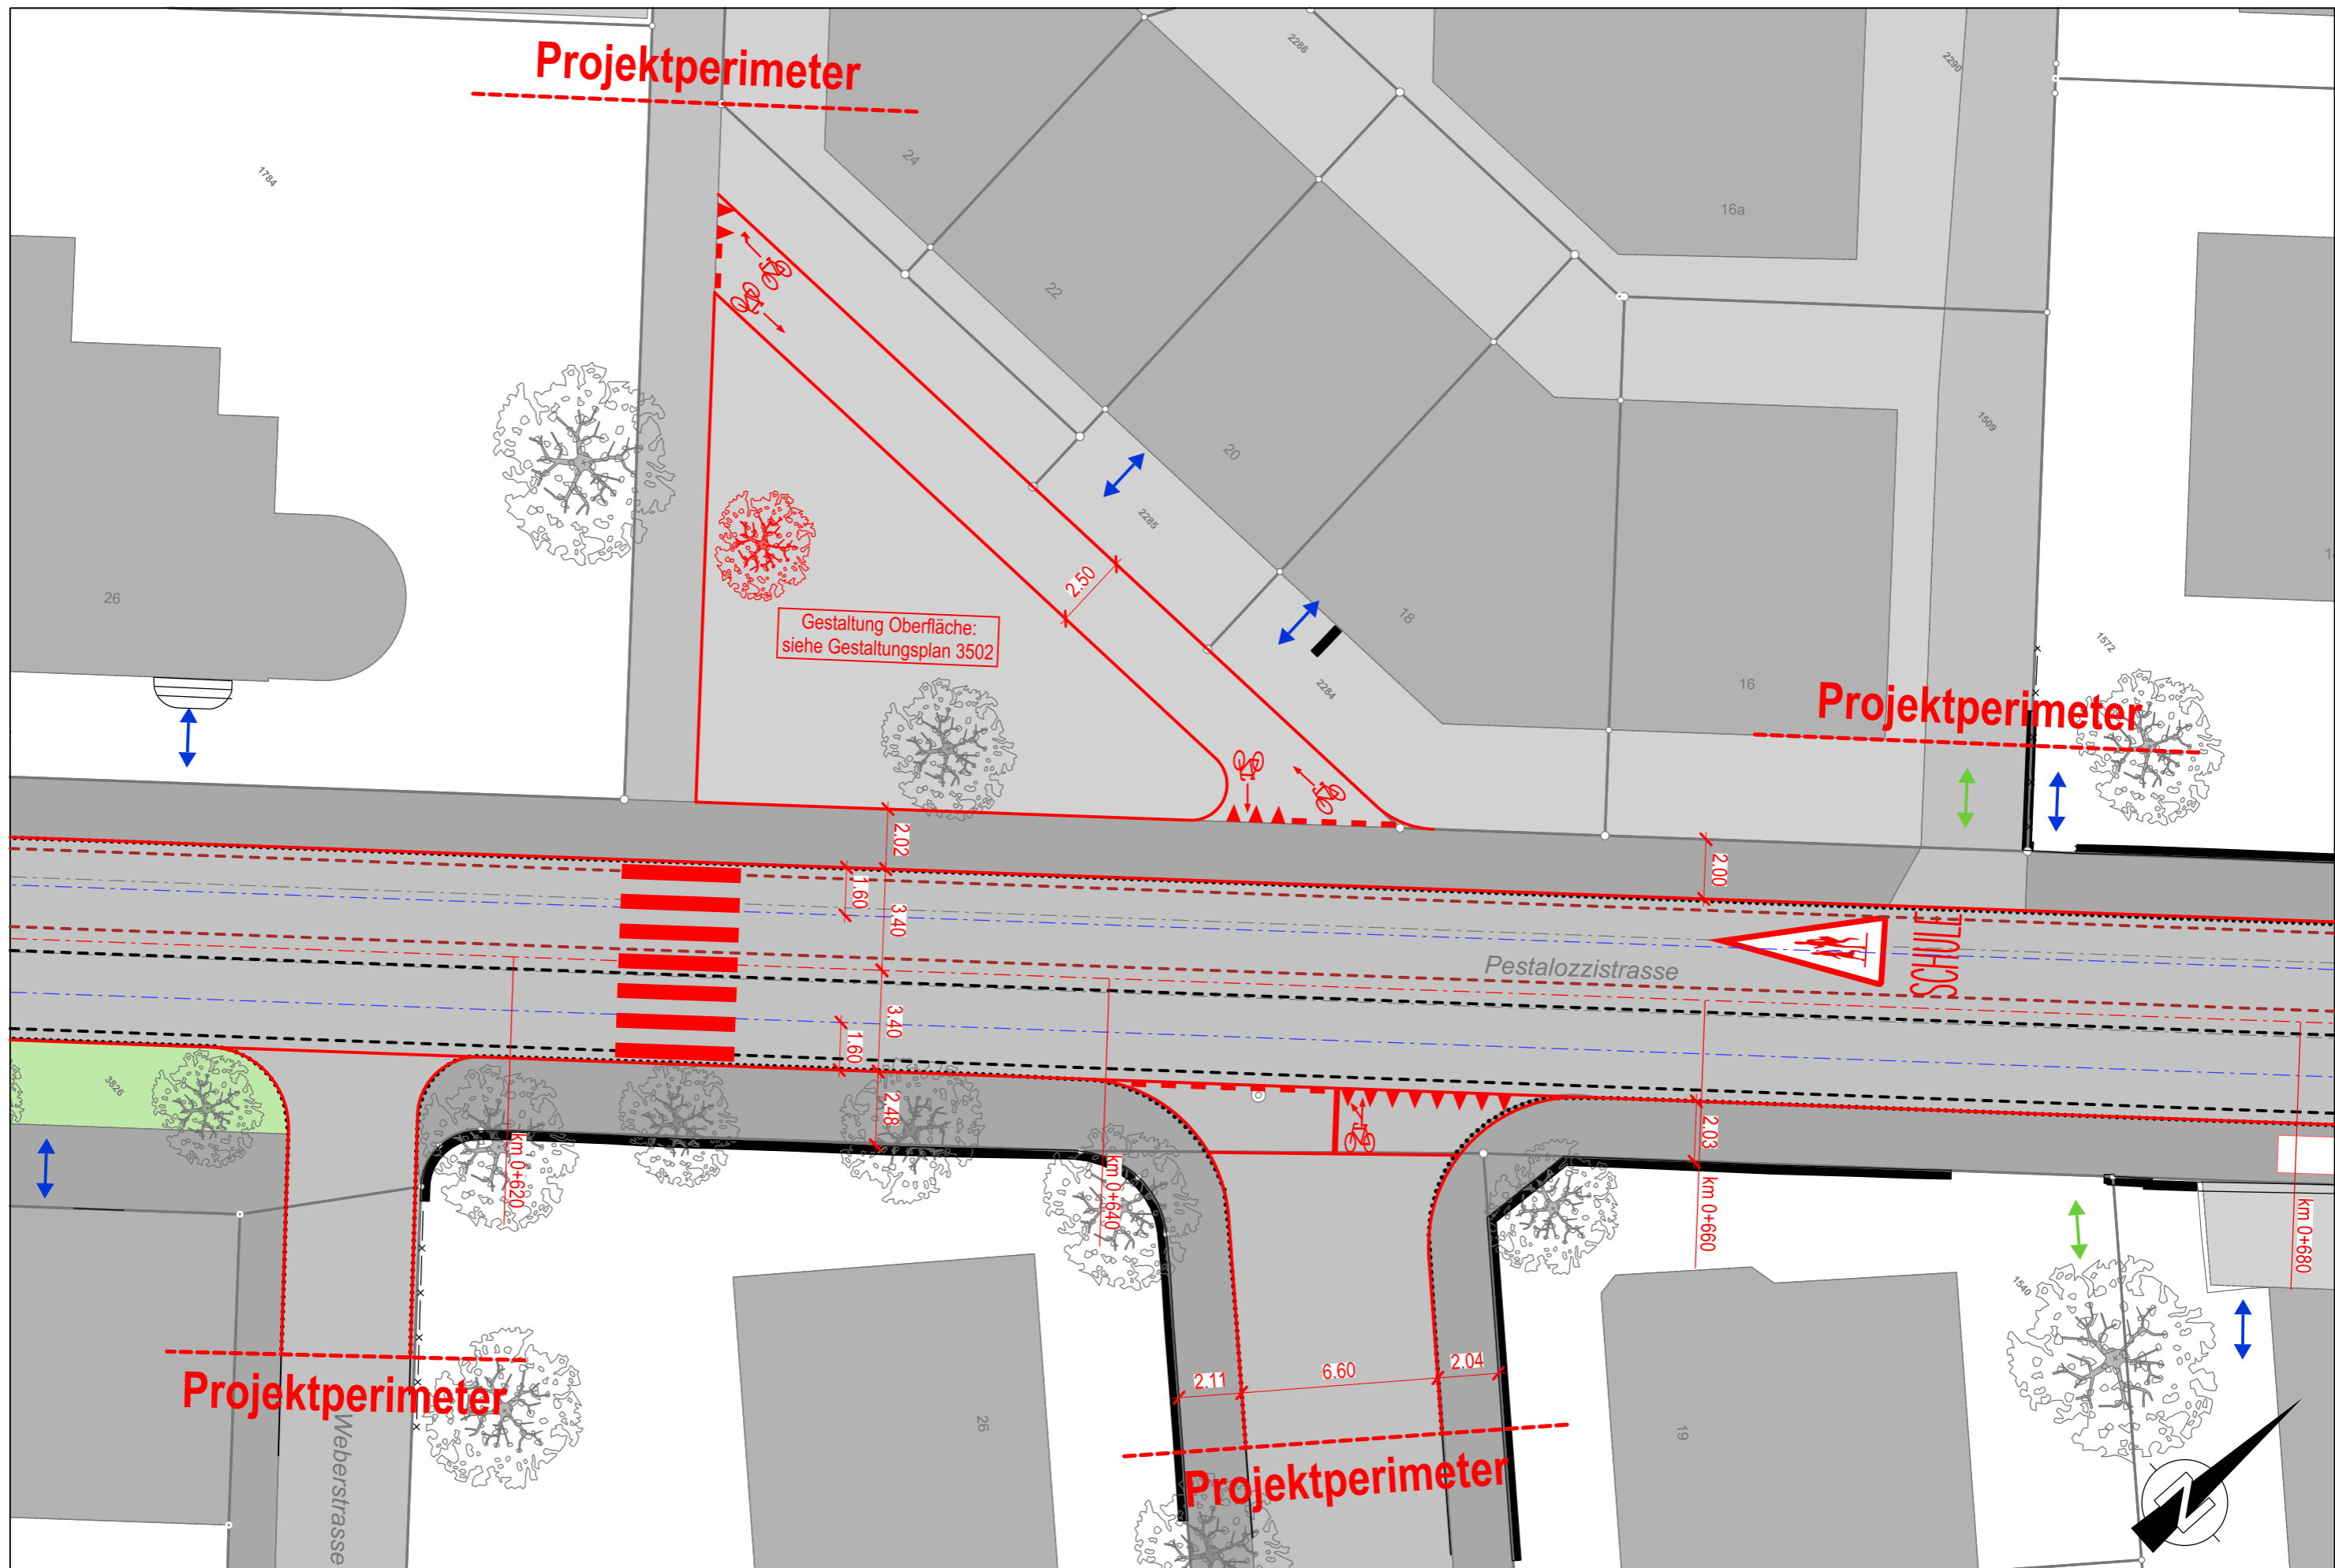 Projektperimeter
2286
2290
1784
24
16a
22
1509
20
2285
2.50
26
Gestaltung Oberfläche:
siehe Gestaltungsplan 3502
18
2284
16
1572
Projektperimeter
2.02
2.00
1.60
3.40
SCHULE
Pestalozzistrasse
3.40
1.60
3826
2.48
2.03
km 0+620
km 0+640
km 0+660
km 0+680
1540
2.11
6.60
2.04
Projektperimeter
Weberstrasse
26
19
Projektperimeter